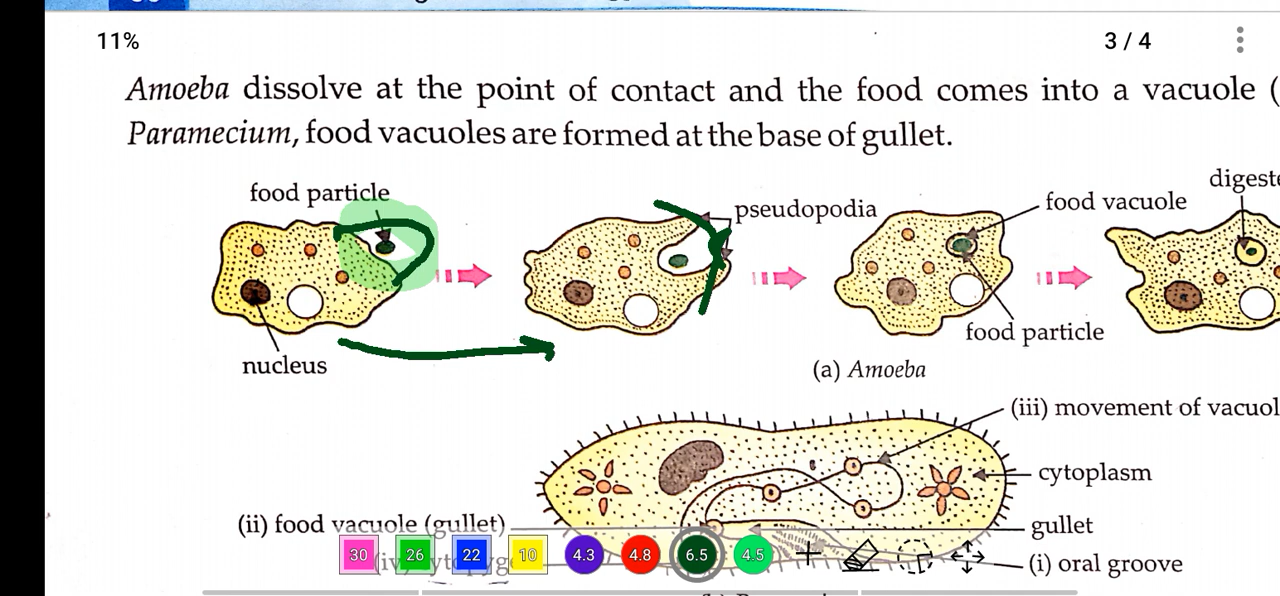 11%
3 / 4
Amoeba dissolve at the point of contact and the food comes into a vacuole (
Paramecium, food vacuoles are formed at the base of gullet.
food particle
pseudopodia
food vacuole
nucleus
food particle
(a) Amoeba
(iii) movement of
cytoplasm
(ii) food vacuole (gullet)
gullet
30 26 22 10 4.3 4.8 6.5 4.5
(i) oral groove